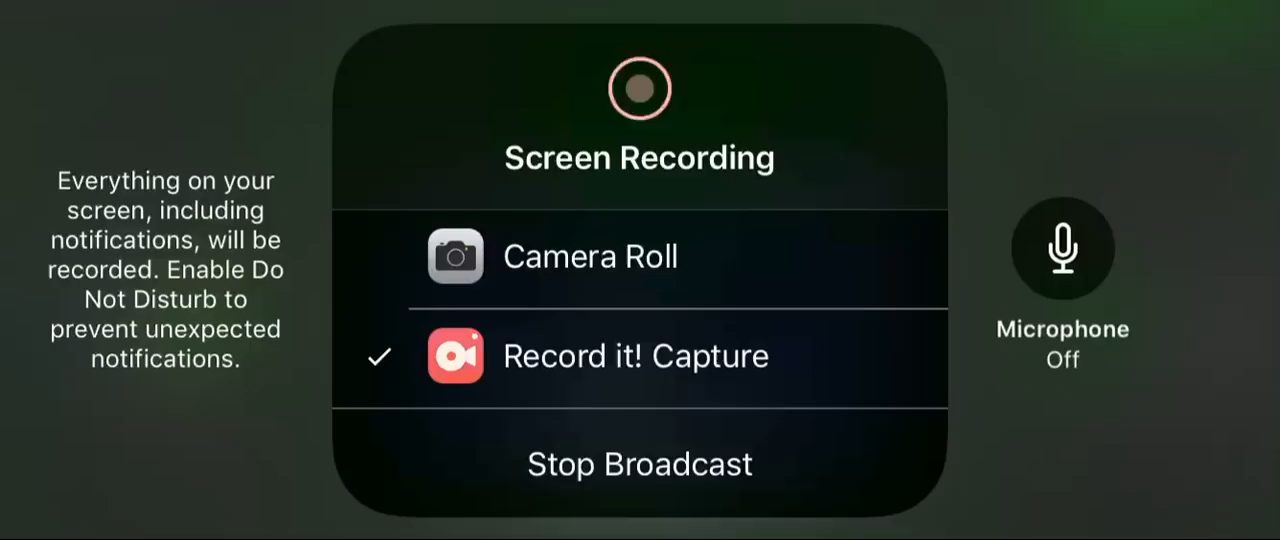 Everything on your
screen, including
notifications, will be
recorded. Enable Do
Not Disturb to
prevent unexpected
notifications.
Screen Recording
Camera Roll
Record it! Capture
Stop Broadcast
Microphone
Off